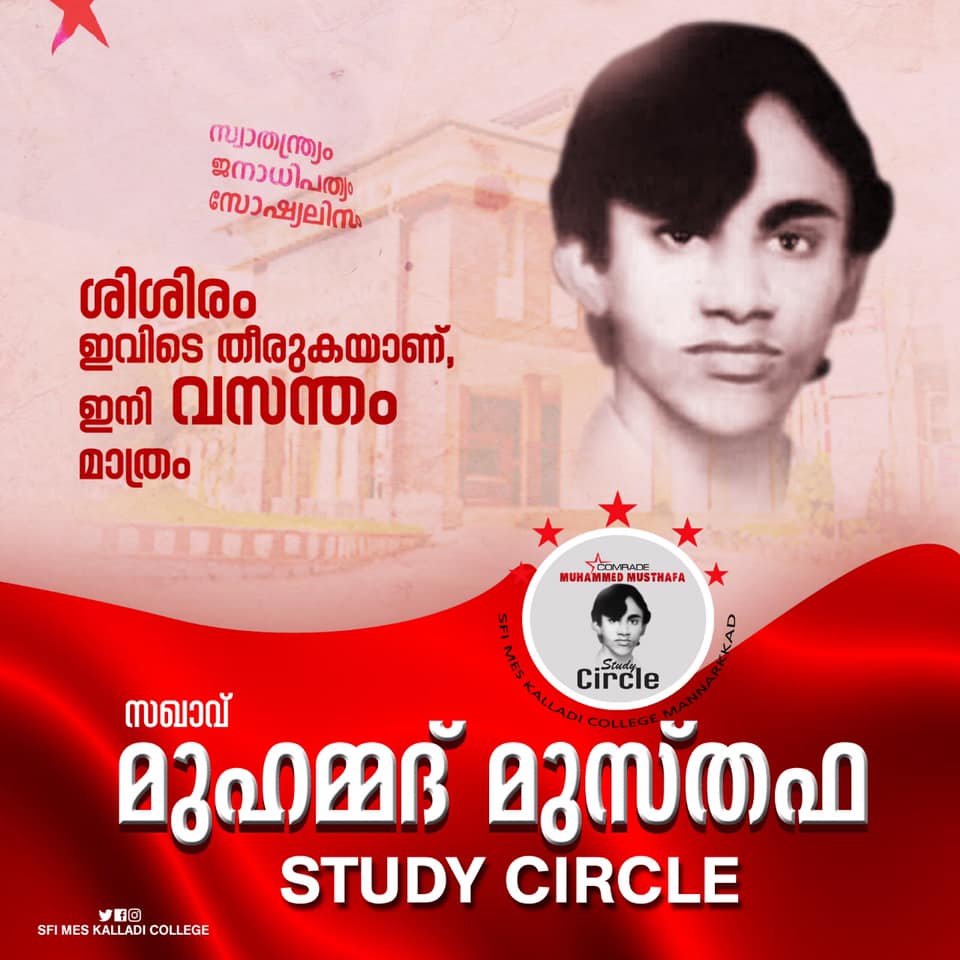 സ്വാതന്ത്ര്യം
ജനാധിപത്യം
സോഷ്യലിസം
ശിശിരം
ഇവിടെ തീരുകയാണ്,
ഇനി വസന്തം
മാത്രം
COMRADE
MUHAMMED MUSTHAFA
Study
Circle
SFI MES KALLADI COLLEGE MANNARKKAD
സഖാവ്
മുഹമ്മദ് മുസ്തഫ
STUDY CIRCLE
SFI MES KALLADI COLLEGE